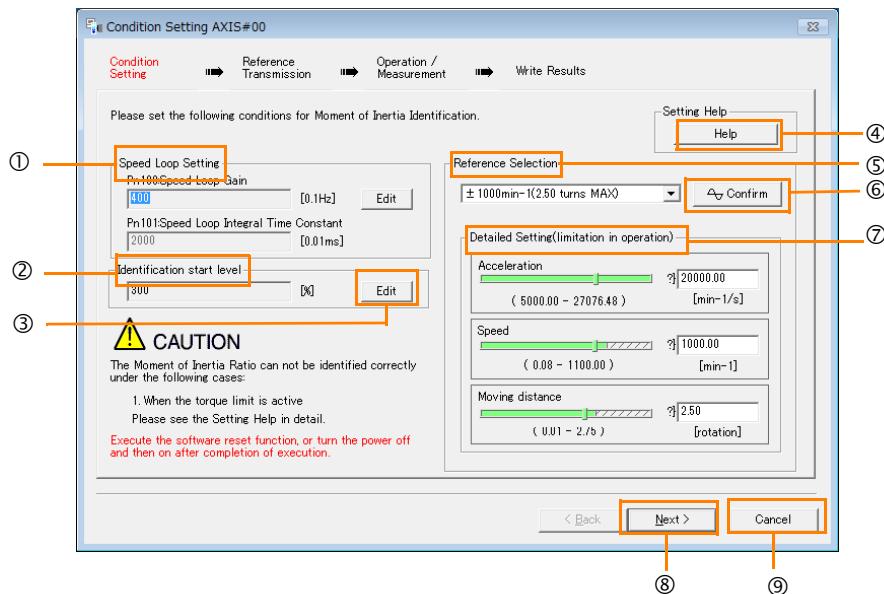 Condition Setting AXIS#00
Condition Setting
Reference Transmission
Operation / Measurement
Write Results
Please set the following conditions for Moment of Inertia Identification.
Setting Help
Help
④
①
Speed Loop Setting
Pn100:Speed Loop Gain
400 [0.1Hz] Edit
Pn101:Speed Loop Integral Time Constant
2000 [0.01ms]
②
Identification start level
300 [%] Edit
③
CAUTION
The Moment of Inertia Ratio can not be identified correctly
under the following cases:
1. When the torque limit is active
Please see the Setting Help in detail.
Execute the software reset function, or turn the power off
and then on after completion of execution.
Reference Selection
⑤
± 1000min-1(2.50 turns MAX)
Confirm
⑥
Detailed Setting(limitation in operation)
⑦
Acceleration
?} 20000.00
( 5000.00 - 27076.48 ) [min-1/s]
Speed
?} 1000.00
( 0.08 - 1100.00 ) [min-1]
Moving distance
?} 2.50
( 0.01 - 2.75 ) [rotation]
< Back
Next >
Cancel
⑧
⑨